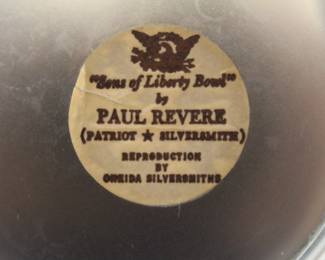 "Sons of Liberty Bowl"
by
PAUL REVERE
(PATRIOT ★ SILVERSMITH)
REPRODUCTION
BY
ONEIDA SILVERSMITHS